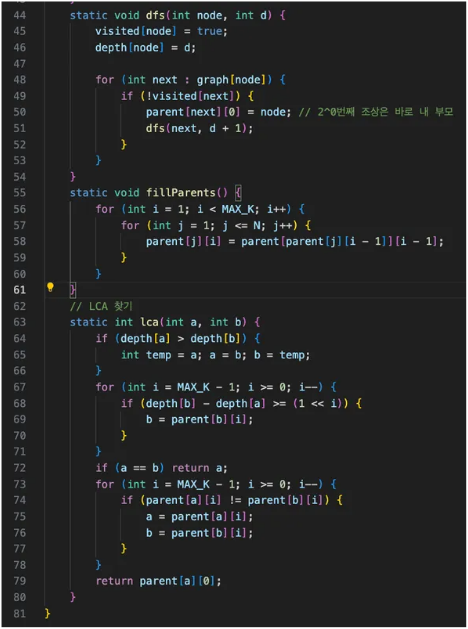 44 static void dfs(int node, int d) {
45 visited[node] = true;
46 depth[node] = d;
47
48 for (int next : graph[node]) {
49 if (!visited[next]) {
50 parent[next][0] = node; // 2^0번째 조상은 바로 내 부모
51 dfs(next, d + 1);
52 }
53 }
54 }
55 static void fillParents() {
56 for (int i = 1; i < MAX_K; i++) {
57 for (int j = 1; j <= N; j++) {
58 parent[j][i] = parent[parent[j][i - 1]][i - 1];
59 }
60 }
61 }
62 // LCA 찾기
63 static int lca(int a, int b) {
64 if (depth[a] > depth[b]) {
65 int temp = a; a = b; b = temp;
66 }
67 for (int i = MAX_K - 1; i >= 0; i--) {
68 if (depth[b] - depth[a] >= (1 << i)) {
69 b = parent[b][i];
70 }
71 }
72 if (a == b) return a;
73 for (int i = MAX_K - 1; i >= 0; i--) {
74 if (parent[a][i] != parent[b][i]) {
75 a = parent[a][i];
76 b = parent[b][i];
77 }
78 }
79 return parent[a][0];
80 }
81 }